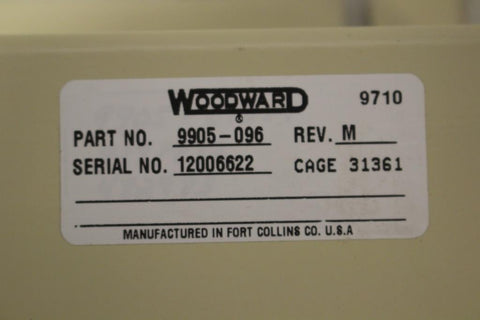 WOODWARD 9710
®
PART NO. 9905-096 REV. M
SERIAL NO. 12006622 CAGE 31361
MANUFACTURED IN FORT COLLINS CO. U.S.A